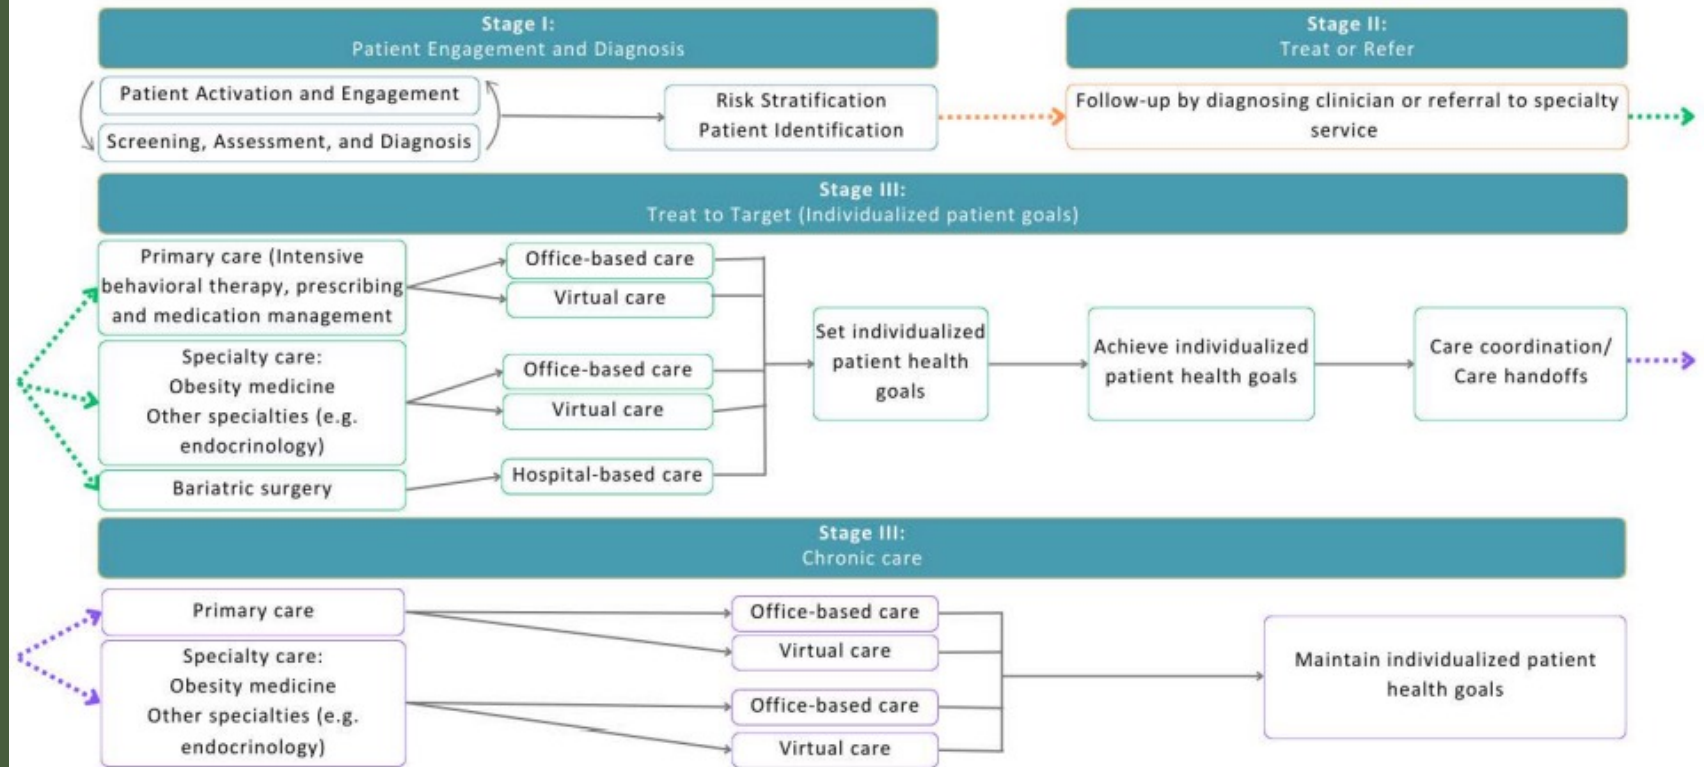 Stage I:
Patient Engagement and Diagnosis
Stage II:
Treat or Refer
Patient Activation and Engagement
Screening, Assessment, and Diagnosis
Risk Stratification
Patient Identification
Follow-up by diagnosing clinician or referral to specialty
service
Stage III:
Treat to Target (Individualized patient goals)
Primary care (Intensive
behavioral therapy, prescribing
and medication management
Office-based care
Virtual care
Specialty care:
Obesity medicine
Other specialties (e.g.
endocrinology)
Office-based care
Virtual care
Bariatric surgery
Hospital-based care
Set individualized
patient health
goals
Achieve individualized
patient health goals
Care coordination/
Care handoffs
Stage III:
Chronic care
Primary care
Office-based care
Virtual care
Specialty care:
Obesity medicine
Other specialties (e.g.
endocrinology)
Office-based care
Virtual care
Maintain individualized patient
health goals